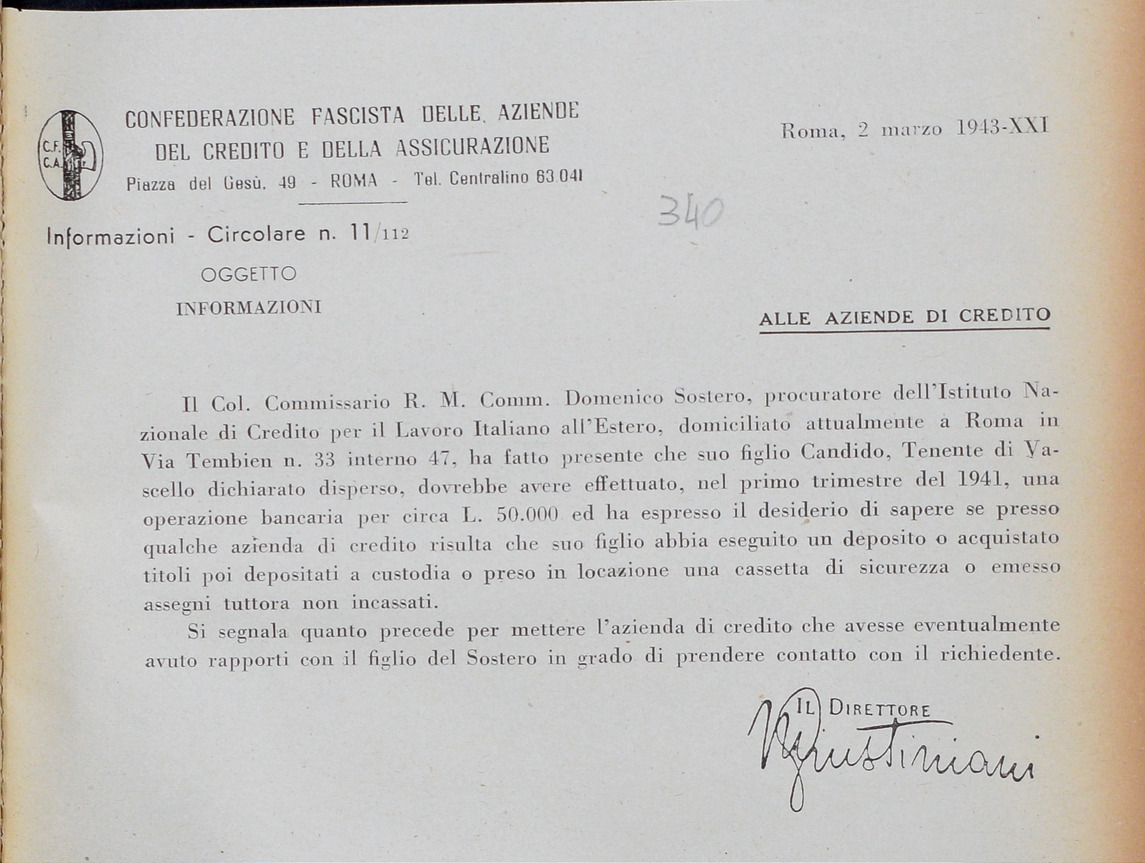 CONFEDERAZIONE FASCISTA DELLE AZIENDE
DEL CREDITO E DELLA ASSICURAZIONE
Piazza del Gesù, 49 - ROMA - Tel. Centralino 63.041
C.F.
C.A.
Roma, 2 marzo 1943-XXI
340
Informazioni - Circolare n. 11/112
OGGETTO
INFORMAZIONI
ALLE AZIENDE DI CREDITO
Il Col. Commissario R. M. Comm. Domenico Sostero, procuratore dell'Istituto Na-
zionale di Credito per il Lavoro Italiano all'Estero, domiciliato attualmente a Roma in
Via Tembien n. 33 interno 47, ha fatto presente che suo figlio Candido, Tenente di Va-
scello dichiarato disperso, dovrebbe avere effettuato, nel primo trimestre del 1941, una
operazione bancaria per circa L. 50.000 ed ha espresso il desiderio di sapere se presso
qualche azienda di credito risulta che suo figlio abbia eseguito un deposito o acquistato
titoli poi depositati a custodia o preso in locazione una cassetta di sicurezza o emesso
assegni tuttora non incassati.
Si segnala quanto precede per mettere l'azienda di credito che avesse eventualmente
avuto rapporti con il figlio del Sostero in grado di prendere contatto con il richiedente.
IL DIRETTORE
Giustiniani